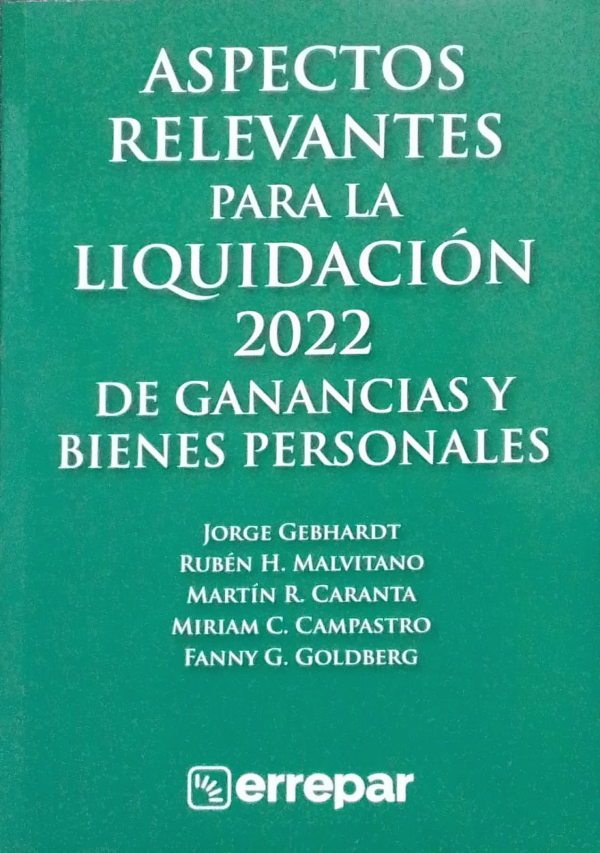 ASPECTOS
RELEVANTES
PARA LA
LIQUIDACIÓN
2022
DE GANANCIAS Y
BIENES PERSONALES
JORGE GEBHARDT
RUBÉN H. MALVITANO
MARTÍN R. CARANTA
MIRIAM C. CAMPASTRO
FANNY G. GOLDBERG
errepar